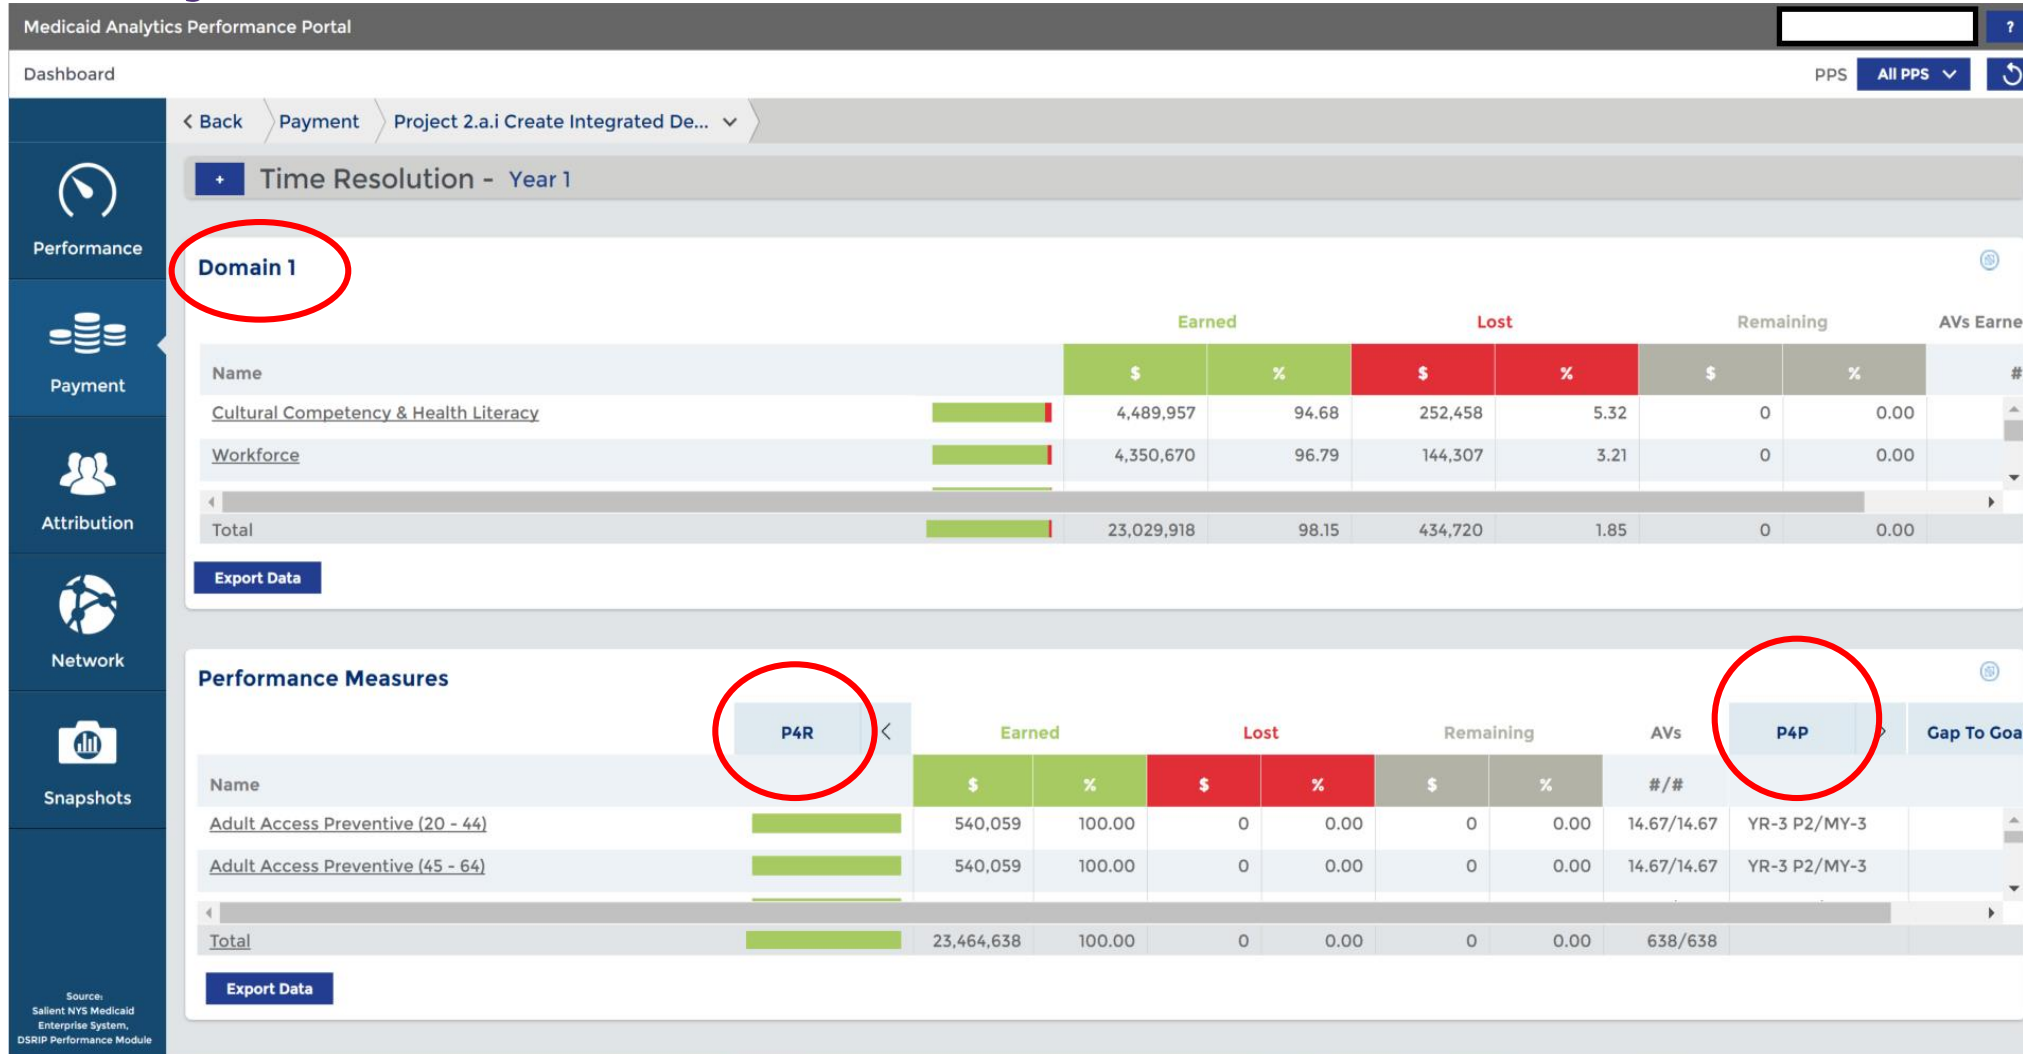 Medicaid Analytics Performance Portal
?
Dashboard
PPS All PPS
Back Payment Project 2.a.i Create Integrated De...
+ Time Resolution - Year 1
Performance
Payment
Attribution
Network
Snapshots
Source:
Salient NYS Medicaid
Enterprise System,
DSRIP Performance Module
Domain 1
Earned Lost Remaining AVs Earne
Name $ % $ % $ % #
Cultural Competency & Health Literacy 4,489,957 94.68 252,458 5.32 0 0.00
Workforce 4,350,670 96.79 144,307 3.21 0 0.00
Total 23,029,918 98.15 434,720 1.85 0 0.00
Export Data
Performance Measures
P4R < Earned Lost Remaining AVs P4P > Gap To Goa
Name $ % $ % $ % #/#
Adult Access Preventive (20 - 44) 540,059 100.00 0 0.00 0 0.00 14.67/14.67 YR-3 P2/MY-3
Adult Access Preventive (45 - 64) 540,059 100.00 0 0.00 0 0.00 14.67/14.67 YR-3 P2/MY-3
Total 23,464,638 100.00 0 0.00 0 0.00 638/638
Export Data